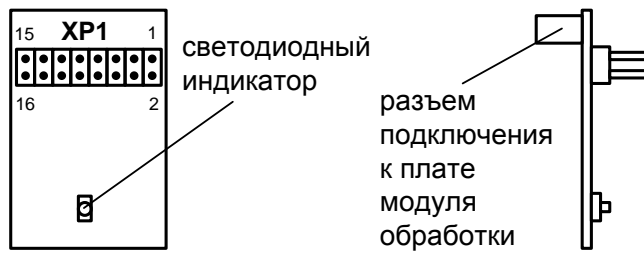 15 XP1 1
16 2
светодиодный
индикатор
разъем
подключения
к плате
модуля
обработки